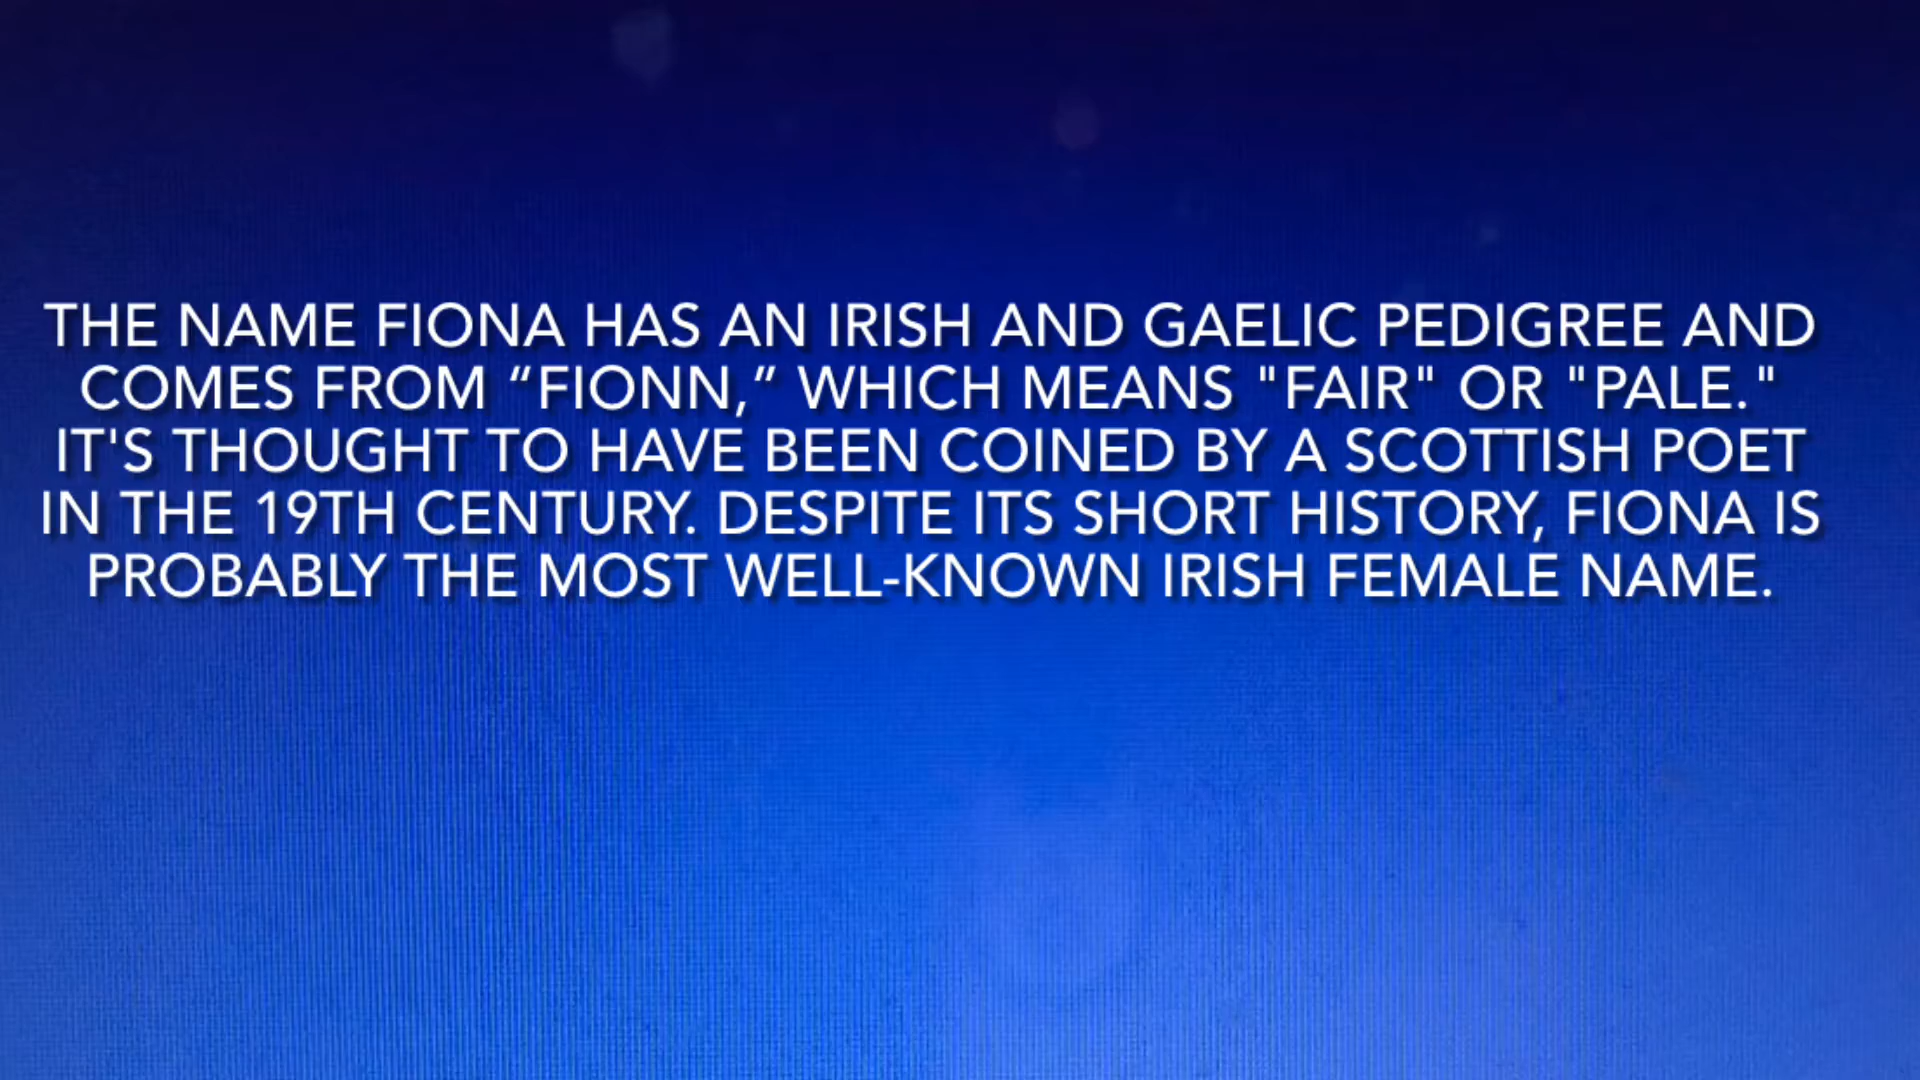 THE NAME FIONA HAS AN IRISH AND GAELIC PEDIGREE AND
COMES FROM “FIONN,” WHICH MEANS "FAIR" OR "PALE."
IT'S THOUGHT TO HAVE BEEN COINED BY A SCOTTISH POET
IN THE 19TH CENTURY. DESPITE ITS SHORT HISTORY, FIONA IS
PROBABLY THE MOST WELL-KNOWN IRISH FEMALE NAME.